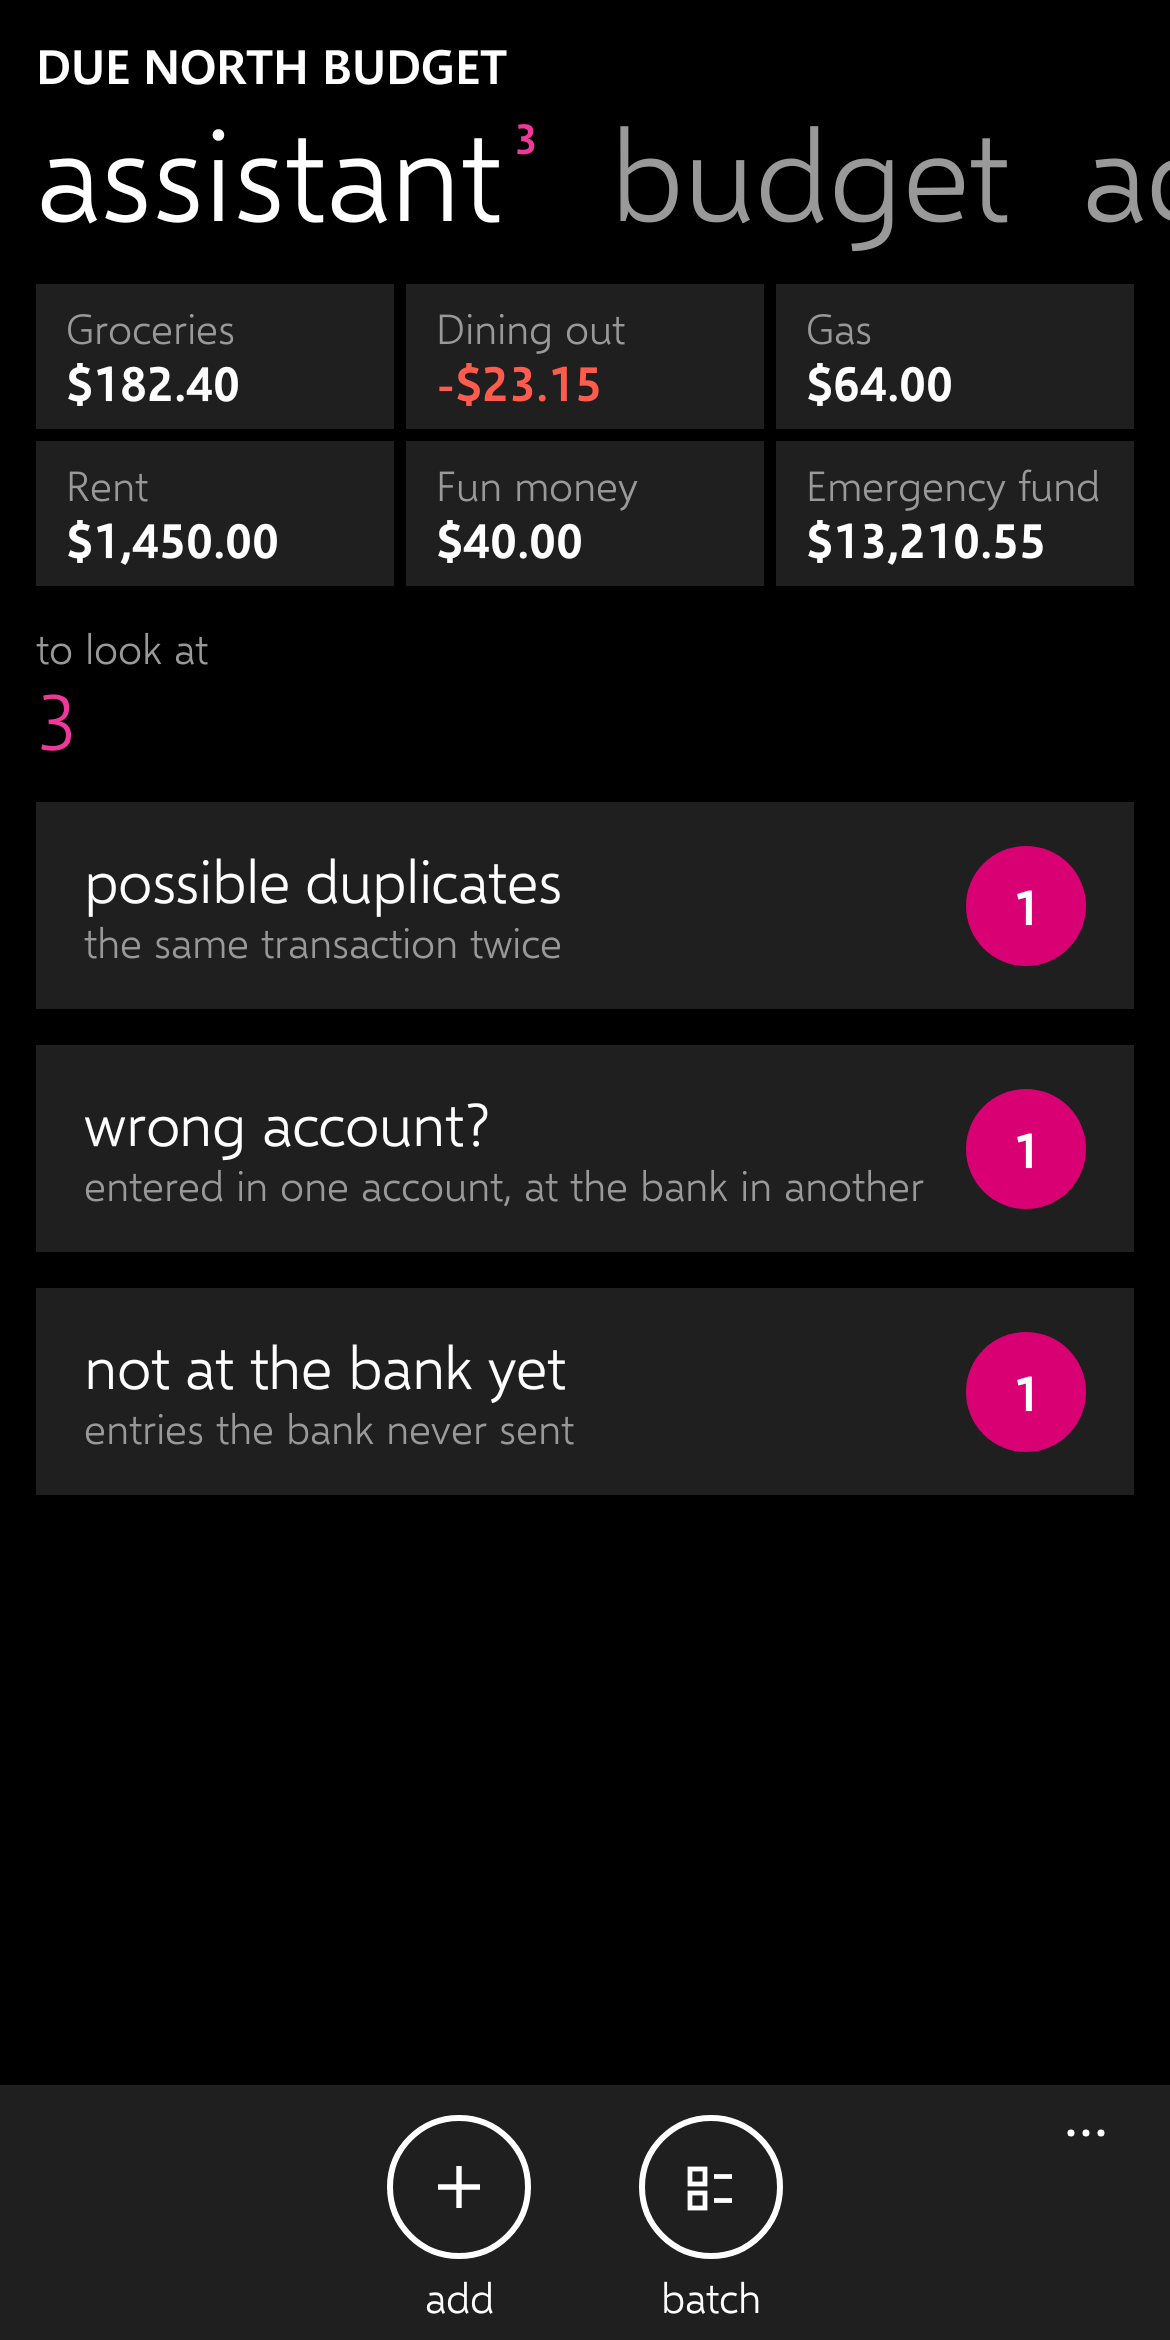 DUE NORTH BUDGET
assistant 3 budget ac
Groceries
$182.40
Dining out
-$23.15
Gas
$64.00
Rent
$1,450.00
Fun money
$40.00
Emergency fund
$13,210.55
to look at
3
possible duplicates
the same transaction twice
1
wrong account?
entered in one account, at the bank in another
1
not at the bank yet
entries the bank never sent
1
...
add
batch